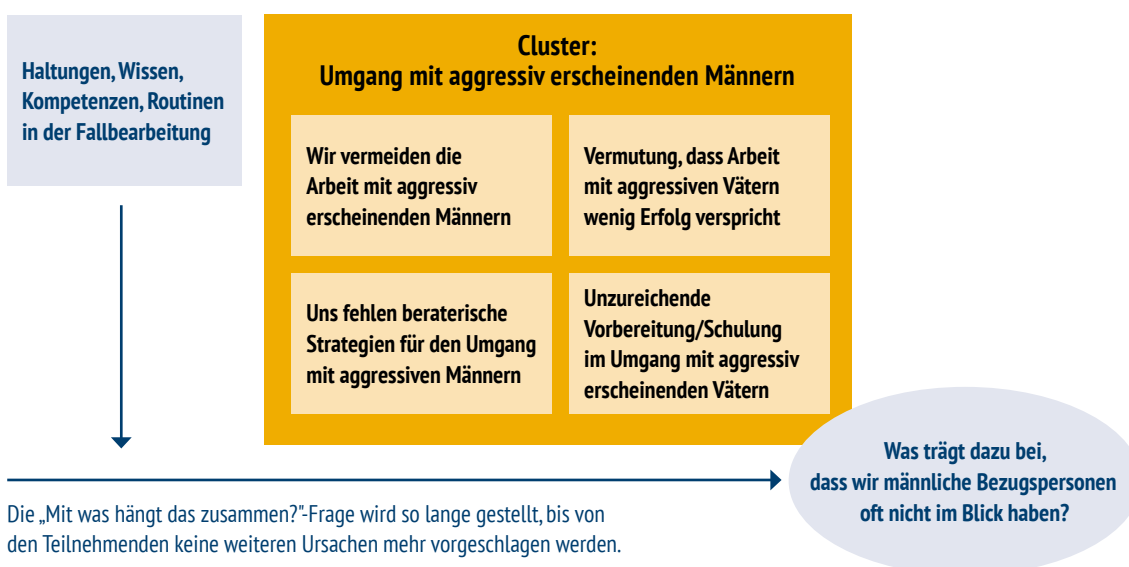 Haltungen, Wissen,
Kompetenzen, Routinen
in der Fallbearbeitung
Cluster:
Umgang mit aggressiv erscheinenden Männern
Wir vermeiden die
Arbeit mit aggressiv
erscheinenden Männern
Vermutung, dass Arbeit
mit aggressiven Vätern
wenig Erfolg verspricht
Uns fehlen beraterische
Strategien für den Umgang
mit aggressiven Männern
Unzureichende
Vorbereitung/Schulung
im Umgang mit aggressiv
erscheinenden Vätern
Was trägt dazu bei,
dass wir männliche Bezugspersonen
oft nicht im Blick haben?
Die „Mit was hängt das zusammen?"-Frage wird so lange gestellt, bis von
den Teilnehmenden keine weiteren Ursachen mehr vorgeschlagen werden.